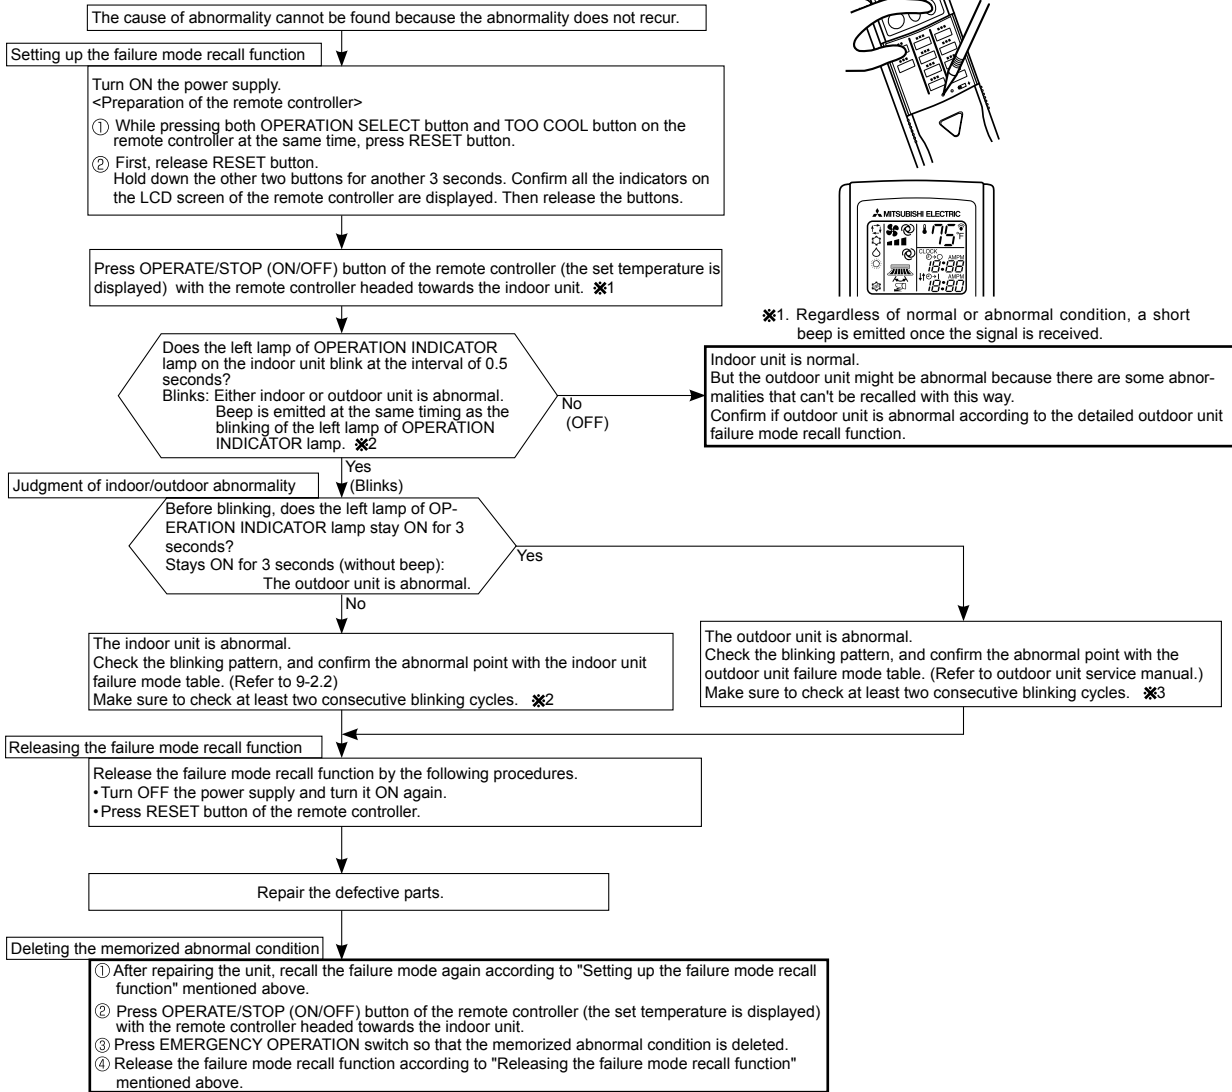 The cause of abnormality cannot be found because the abnormality does not recur.
Setting up the failure mode recall function
Turn ON the power supply.
<Preparation of the remote controller>
① While pressing both OPERATION SELECT button and TOO COOL button on the
remote controller at the same time, press RESET button.
② First, release RESET button.
Hold down the other two buttons for another 3 seconds. Confirm all the indicators on
the LCD screen of the remote controller are displayed. Then release the buttons.
MITSUBISHI ELECTRIC
75°F
CLOCK
AMPM
18:88
AMPM
18:80
Press OPERATE/STOP (ON/OFF) button of the remote controller (the set temperature is
displayed) with the remote controller headed towards the indoor unit. ※1
※1. Regardless of normal or abnormal condition, a short
beep is emitted once the signal is received.
Does the left lamp of OPERATION INDICATOR
lamp on the indoor unit blink at the interval of 0.5
seconds?
Blinks: Either indoor or outdoor unit is abnormal.
Beep is emitted at the same timing as the
blinking of the left lamp of OPERATION
INDICATOR lamp. ※2
No
(OFF)
Indoor unit is normal.
But the outdoor unit might be abnormal because there are some abnor-
malities that can't be recalled with this way.
Confirm if outdoor unit is abnormal according to the detailed outdoor unit
failure mode recall function.
Yes
(Blinks)
Judgment of indoor/outdoor abnormality
Before blinking, does the left lamp of OP-
ERATION INDICATOR lamp stay ON for 3
seconds?
Stays ON for 3 seconds (without beep):
The outdoor unit is abnormal.
Yes
No
The indoor unit is abnormal.
Check the blinking pattern, and confirm the abnormal point with the indoor unit
failure mode table. (Refer to 9-2.2)
Make sure to check at least two consecutive blinking cycles. ※2
The outdoor unit is abnormal.
Check the blinking pattern, and confirm the abnormal point with the
outdoor unit failure mode table. (Refer to outdoor unit service manual.)
Make sure to check at least two consecutive blinking cycles. ※3
Releasing the failure mode recall function
Release the failure mode recall function by the following procedures.
•Turn OFF the power supply and turn it ON again.
•Press RESET button of the remote controller.
Repair the defective parts.
Deleting the memorized abnormal condition
① After repairing the unit, recall the failure mode again according to "Setting up the failure mode recall
function" mentioned above.
② Press OPERATE/STOP (ON/OFF) button of the remote controller (the set temperature is displayed)
with the remote controller headed towards the indoor unit.
③ Press EMERGENCY OPERATION switch so that the memorized abnormal condition is deleted.
④ Release the failure mode recall function according to "Releasing the failure mode recall function"
mentioned above.